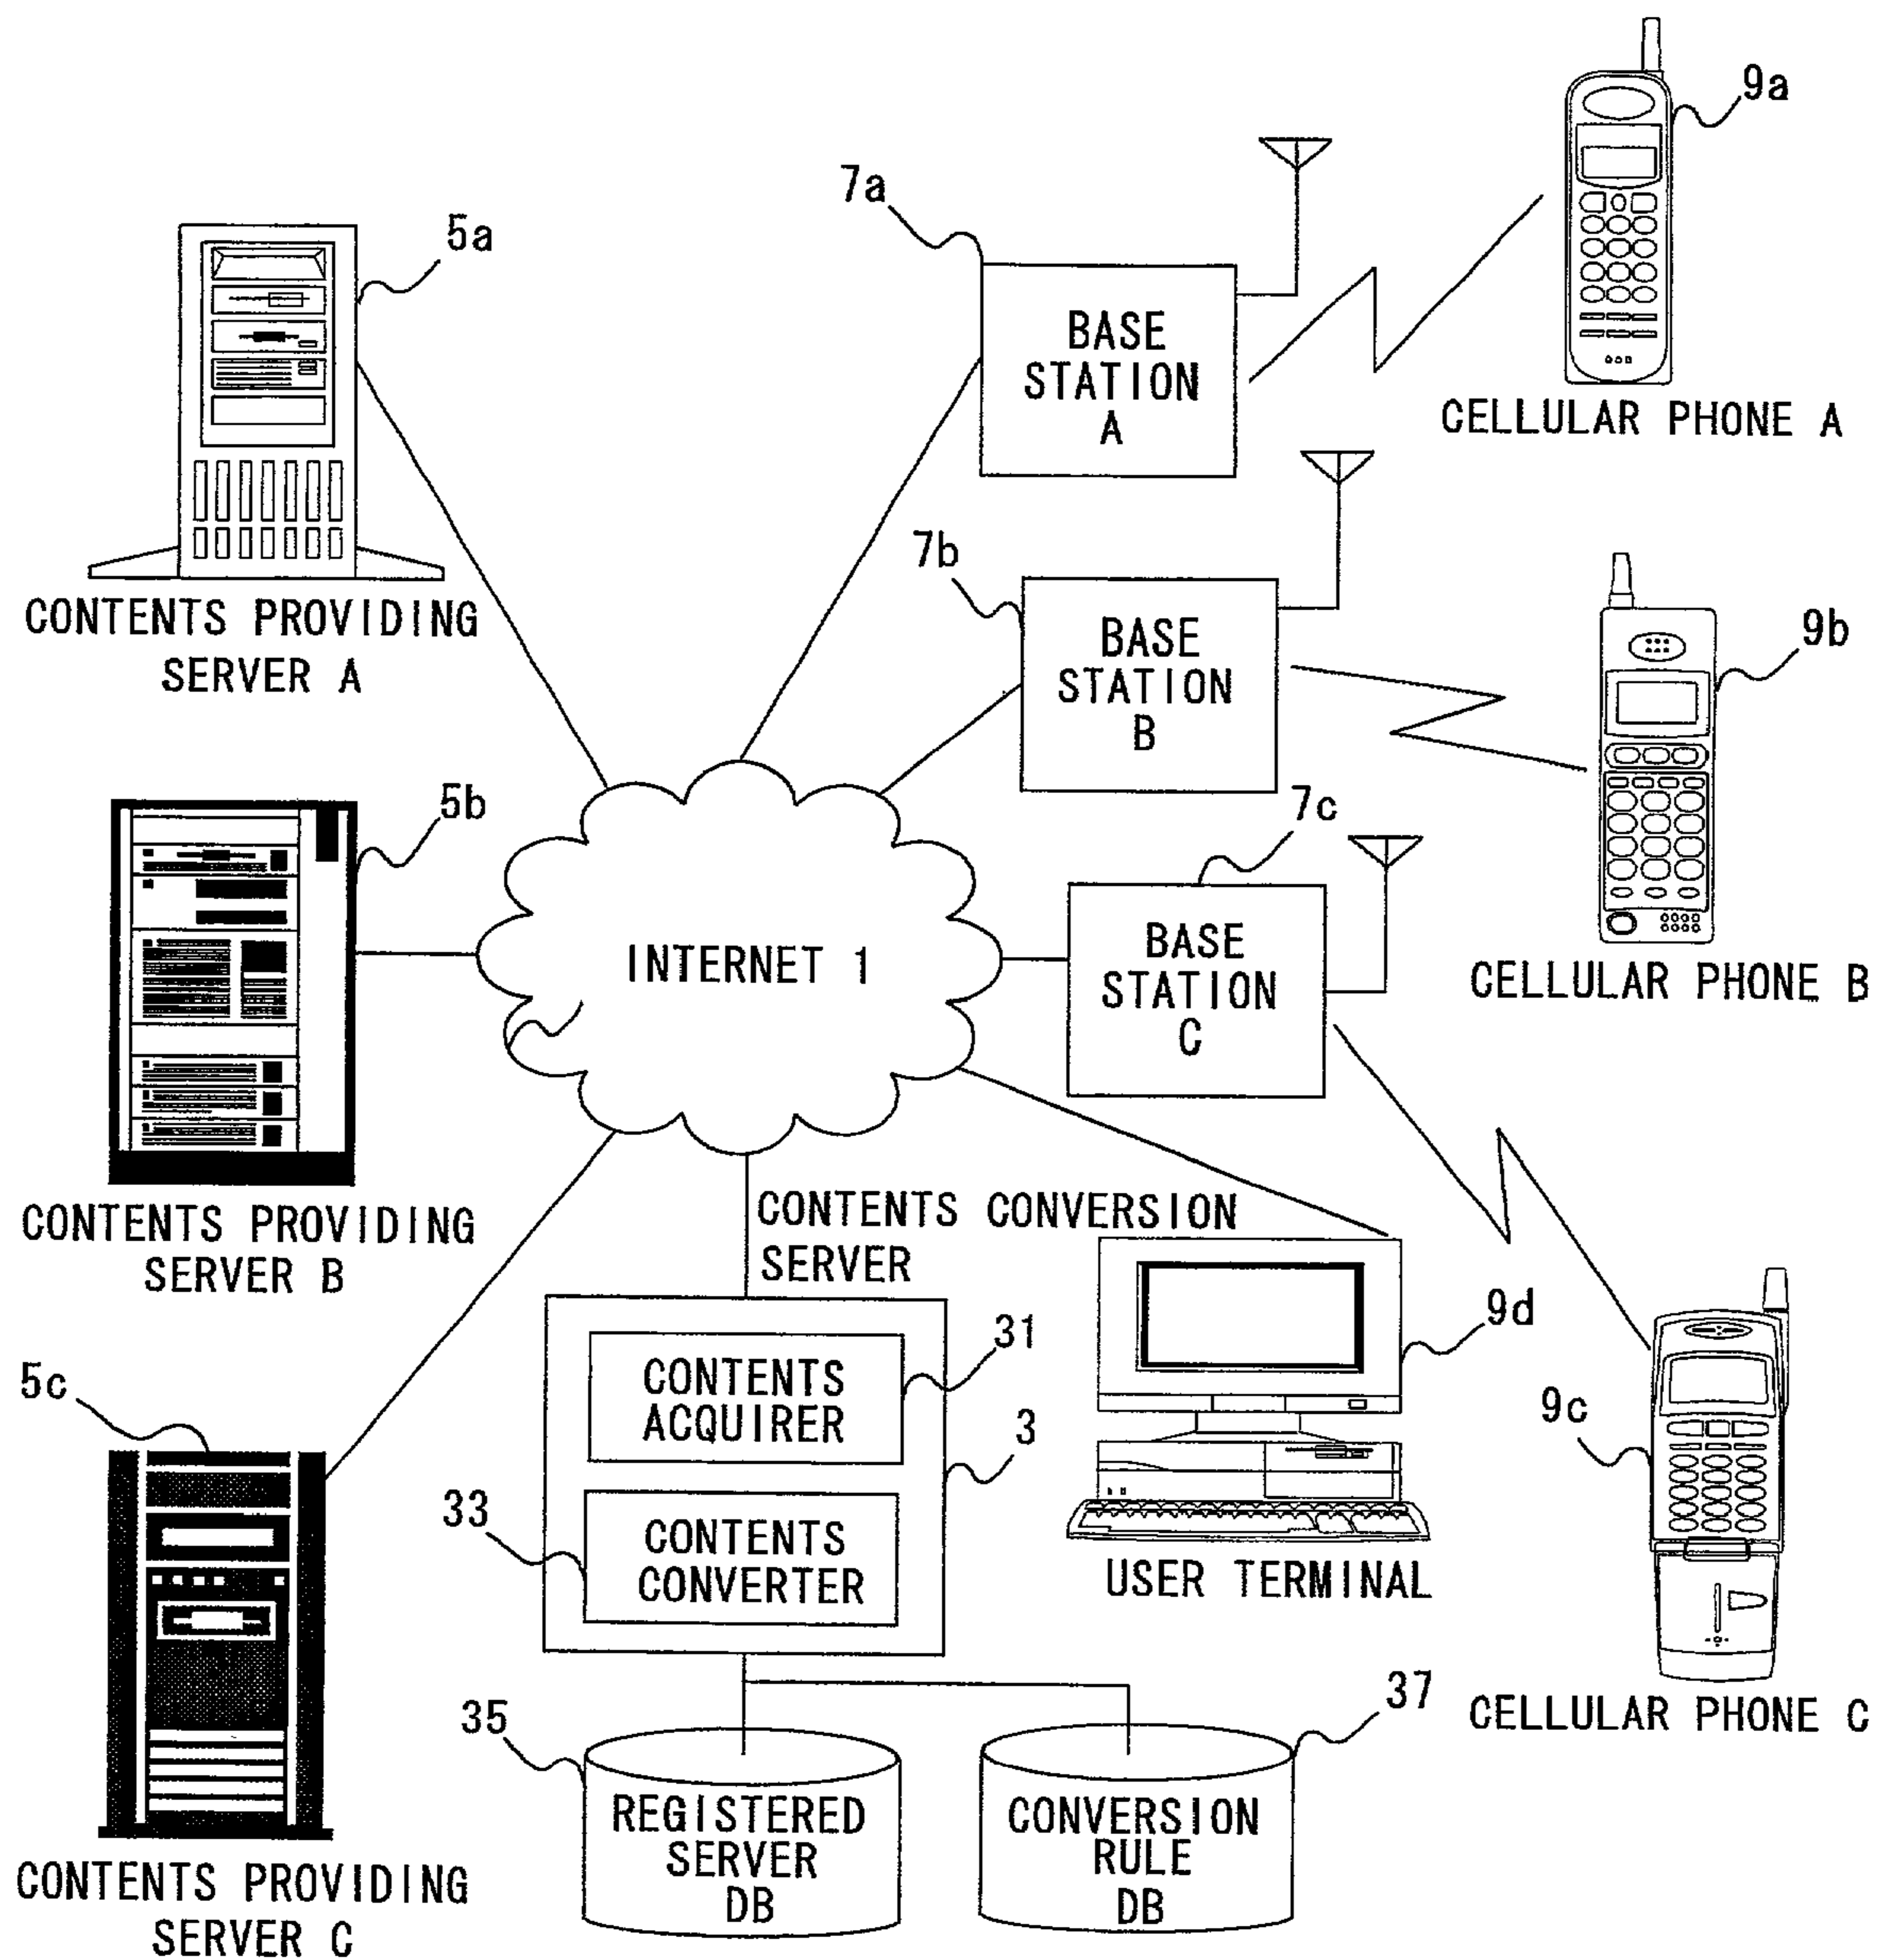 9a
7a
5a
BASE
STATION
A
CELLULAR PHONE A
7b
9b
CONTENTS PROVIDING
SERVER A
BASE
STATION
B
5b
7c
INTERNET 1
BASE
STATION
C
CELLULAR PHONE B
CONTENTS PROVIDING
SERVER B
CONTENTS CONVERSION
SERVER
9d
31
5c
CONTENTS
ACQUIRER
3
9c
33
CONTENTS
CONVERTER
USER TERMINAL
35
37
CELLULAR PHONE C
REGISTERED
SERVER
DB
CONVERSION
RULE
DB
CONTENTS PROVIDING
SERVER C